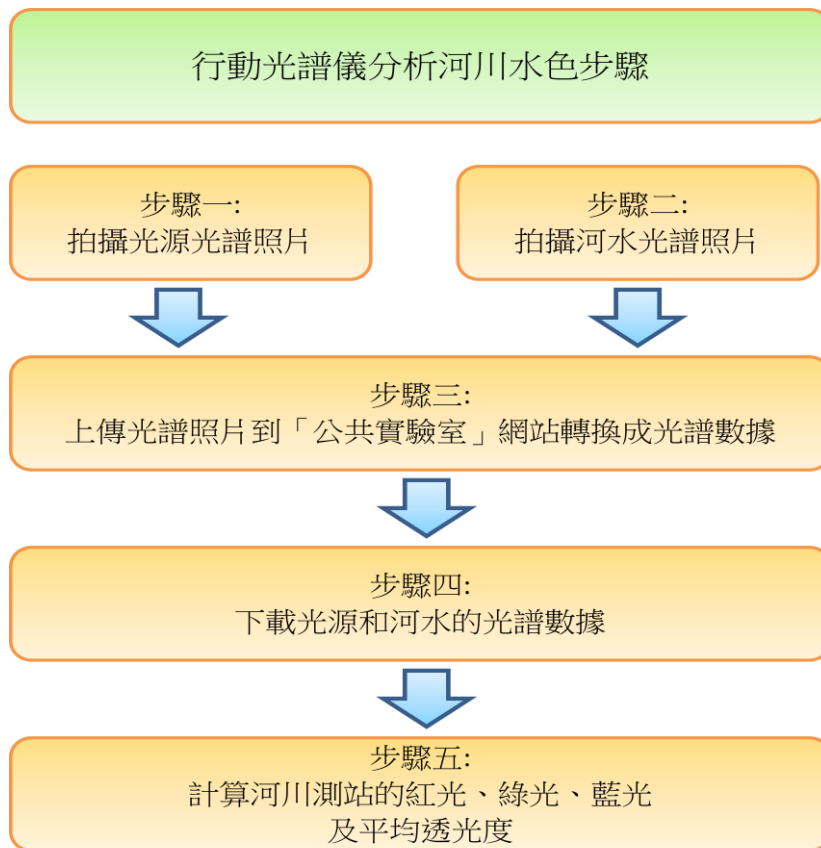 行動光譜儀分析河川水色步驟
步驟一:
拍攝光源光譜照片
步驟二:
拍攝河水光譜照片
步驟三:
上傳光譜照片到「公共實驗室」網站轉換成光譜數據
步驟四:
下載光源和河水的光譜數據
步驟五:
計算河川測站的紅光、綠光、藍光
及平均透光度